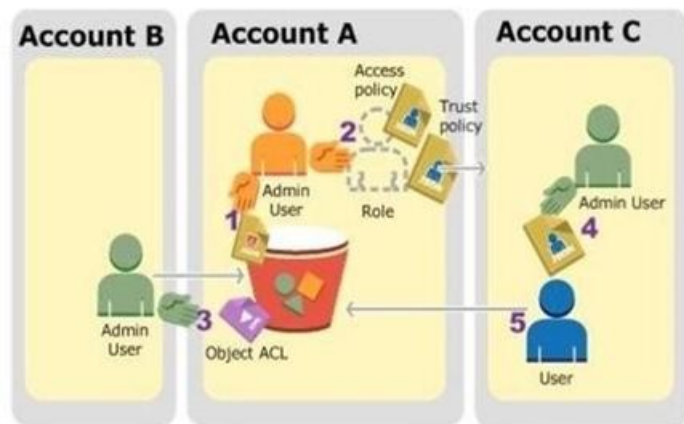 Account B
Account A
Account C
Access
policy
Trust
policy
2
Admin
User
Role
1
Admin User
4
Admin
User
3
Object ACL
5
User